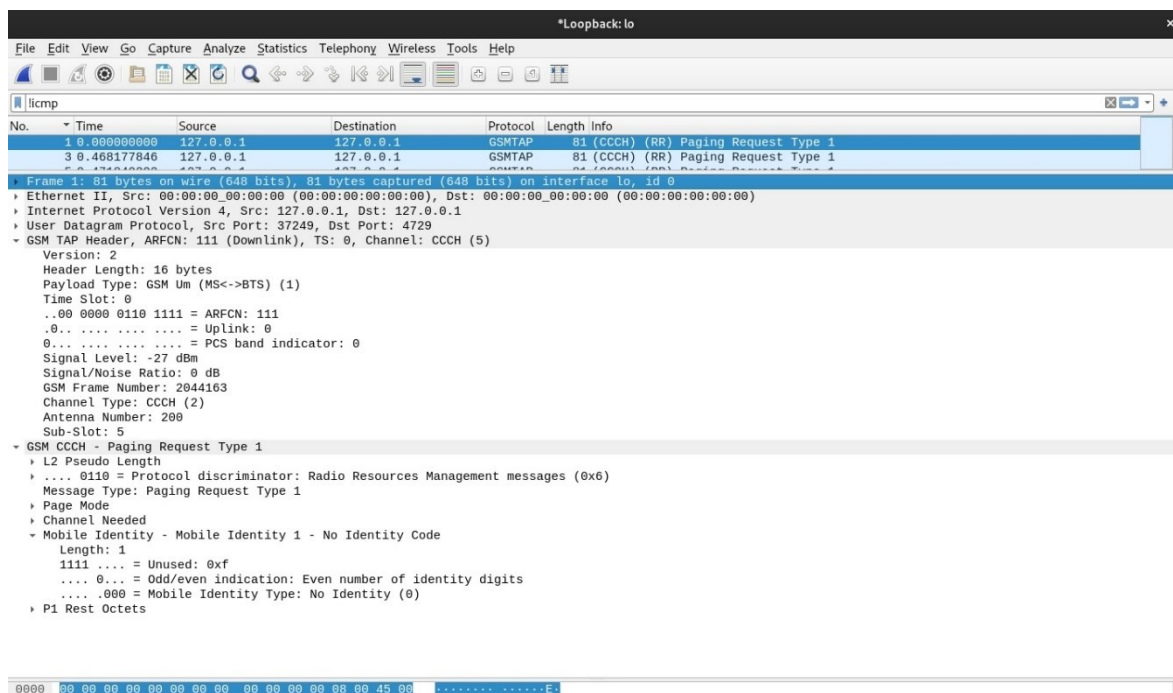 *Loopback: lo
File Edit View Go Capture Analyze Statistics Telephony Wireless Tools Help
!icmp
No. Time Source Destination Protocol Length Info
1 0.000000000 127.0.0.1 127.0.0.1 GSMTAP 81 (CCCH) (RR) Paging Request Type 1
3 0.468177846 127.0.0.1 127.0.0.1 GSMTAP 81 (CCCH) (RR) Paging Request Type 1
Frame 1: 81 bytes on wire (648 bits), 81 bytes captured (648 bits) on interface lo, id 0
Ethernet II, Src: 00:00:00_00:00:00 (00:00:00:00:00:00), Dst: 00:00:00_00:00:00 (00:00:00:00:00:00)
Internet Protocol Version 4, Src: 127.0.0.1, Dst: 127.0.0.1
User Datagram Protocol, Src Port: 37249, Dst Port: 4729
GSM TAP Header, ARFCN: 111 (Downlink), TS: 0, Channel: CCCH (5)
Version: 2
Header Length: 16 bytes
Payload Type: GSM Um (MS<->BTS) (1)
Time Slot: 0
..00 0000 0110 1111 = ARFCN: 111
.0.. .... .... .... = Uplink: 0
0... .... .... .... = PCS band indicator: 0
Signal Level: -27 dBm
Signal/Noise Ratio: 0 dB
GSM Frame Number: 2044163
Channel Type: CCCH (2)
Antenna Number: 200
Sub-Slot: 5
GSM CCCH - Paging Request Type 1
L2 Pseudo Length
.... 0110 = Protocol discriminator: Radio Resources Management messages (0x6)
Message Type: Paging Request Type 1
Page Mode
Channel Needed
Mobile Identity - Mobile Identity 1 - No Identity Code
Length: 1
1111 .... = Unused: 0xf
.... 0... = Odd/even indication: Even number of identity digits
.... .000 = Mobile Identity Type: No Identity (0)
P1 Rest Octets
0000 00 00 00 00 00 00 00 00 00 00 00 00 08 00 45 00 ········ ······E·